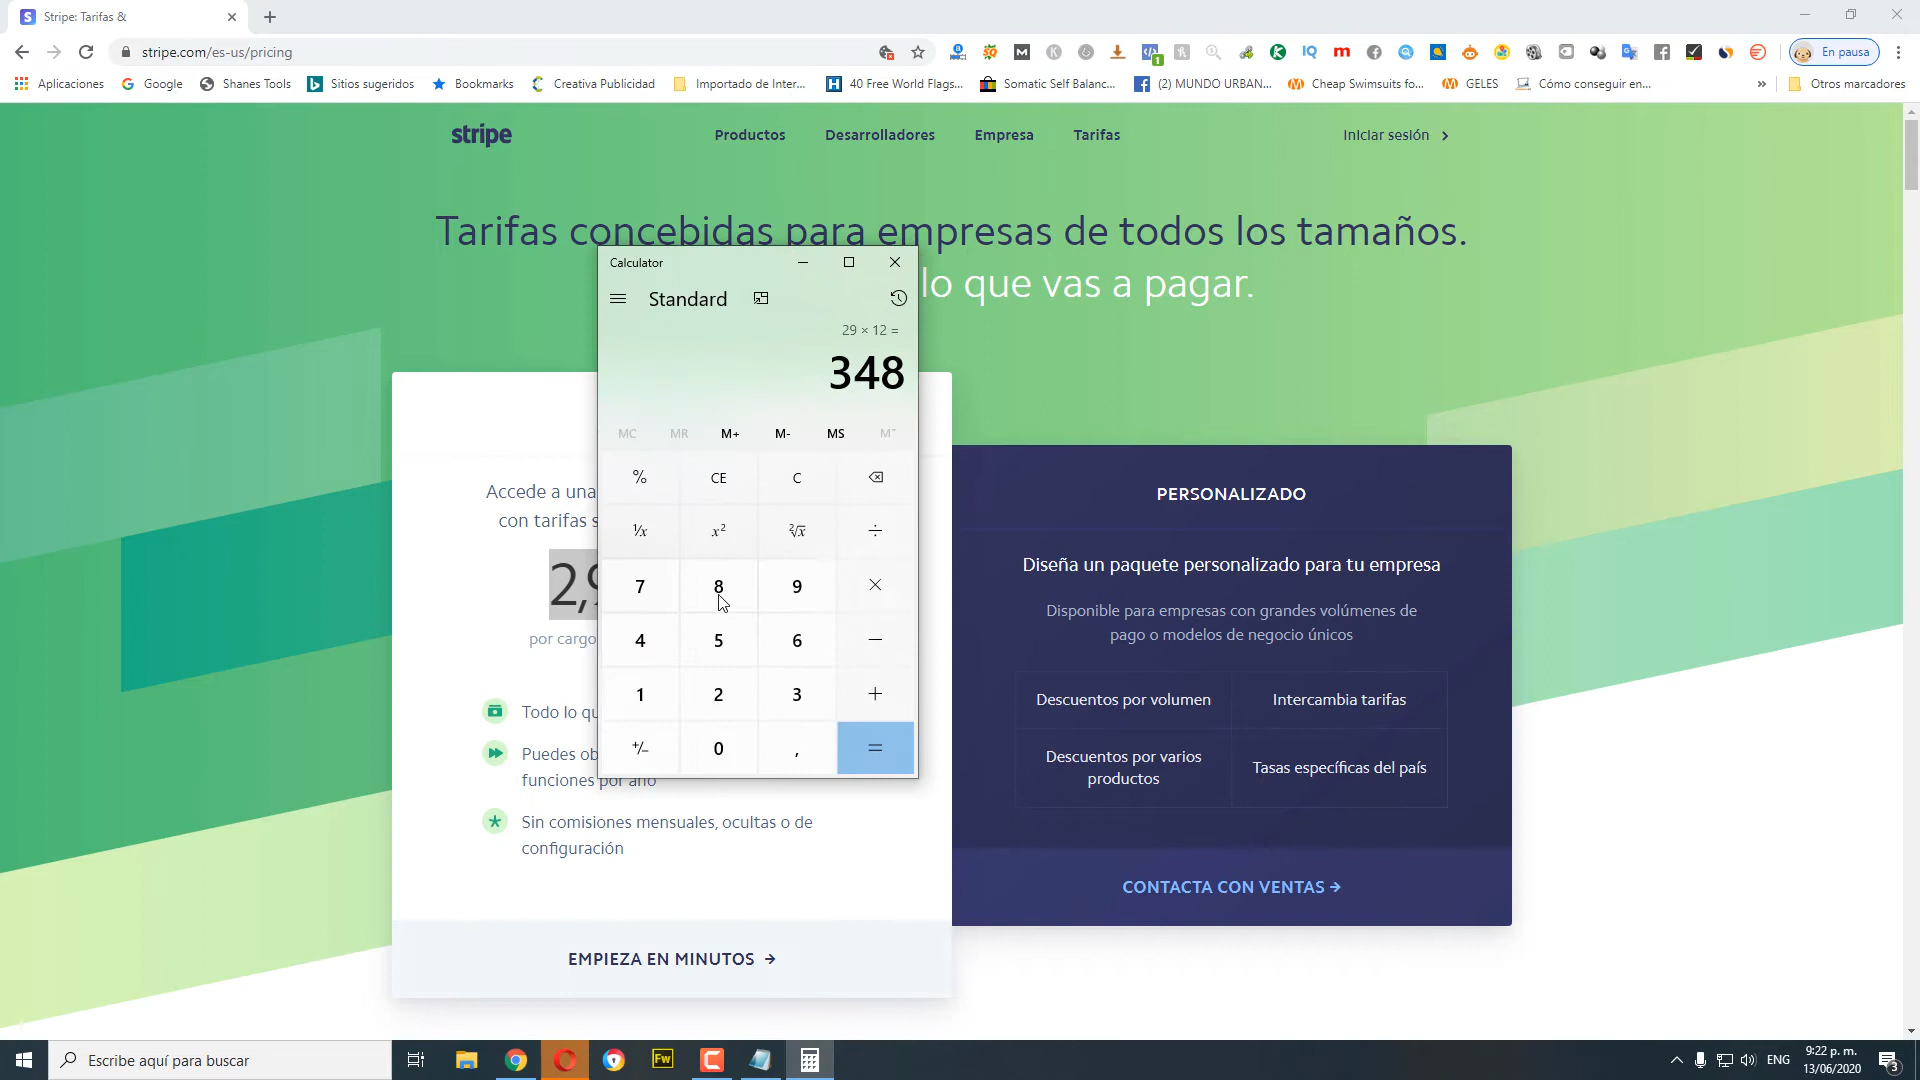 Stripe: Tarifas &
stripe.com/es-us/pricing
En pausa
Aplicaciones
Google
Shanes Tools
Sitios sugeridos
Bookmarks
Creativa Publicidad
Importado de Inter...
40 Free World Flags...
Somatic Self Balanc...
(2) MUNDO URBAN...
Cheap Swimsuits fo...
GELES
Cómo conseguir en...
»
Otros marcadores
stripe
Productos
Desarrolladores
Empresa
Tarifas
Iniciar sesión
Tarifas concebidas para empresas de todos los tamaños.
lo que vas a pagar.
Calculator
Standard
29 × 12 =
348
MC MR M+ M- MS M˅
% CE C
¹/x x² ²√x ÷
7 8 9 ×
4 5 6 −
1 2 3 +
+/− 0 , =
Accede a una
con tarifas s
2,9
por cargo
Todo lo qu
Puedes ob
funciones por año
Sin comisiones mensuales, ocultas o de
configuración
EMPIEZA EN MINUTOS →
PERSONALIZADO
Diseña un paquete personalizado para tu empresa
Disponible para empresas con grandes volúmenes de
pago o modelos de negocio únicos
Descuentos por volumen
Intercambia tarifas
Descuentos por varios
productos
Tasas específicas del país
CONTACTA CON VENTAS →
Escribe aquí para buscar
Fw
ENG
9:22 p. m.
13/06/2020
3